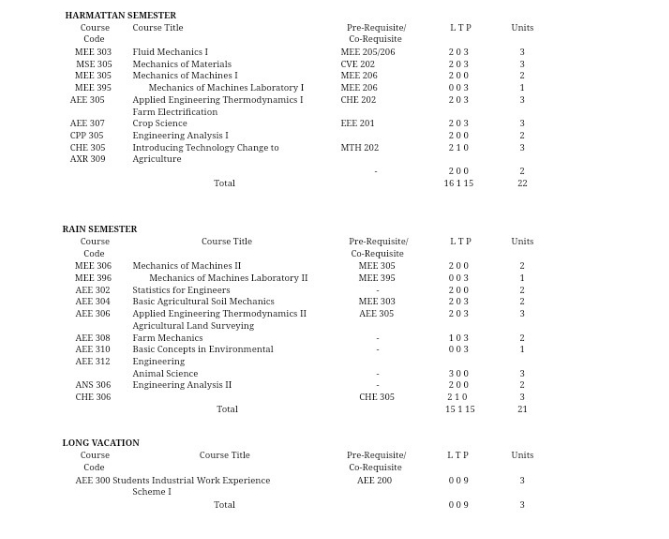 HARMATTAN SEMESTER
Course Course Title Pre-Requisite/ L T P Units
Code Co-Requisite
MEE 303 Fluid Mechanics I MEE 205/206 2 0 3 3
MSE 305 Mechanics of Materials CVE 202 2 0 3 3
MEE 305 Mechanics of Machines I MEE 206 2 0 0 2
MEE 395 Mechanics of Machines Laboratory I MEE 206 0 0 3 1
AEE 305 Applied Engineering Thermodynamics I CHE 202 2 0 3 3
Farm Electrification
AEE 307 Crop Science EEE 201 2 0 3 3
CPP 305 Engineering Analysis I 2 0 0 2
CHE 305 Introducing Technology Change to MTH 202 2 1 0 3
AXR 309 Agriculture
- 2 0 0 2
Total 16 1 15 22
RAIN SEMESTER
Course Course Title Pre-Requisite/ L T P Units
Code Co-Requisite
MEE 306 Mechanics of Machines II MEE 305 2 0 0 2
MEE 396 Mechanics of Machines Laboratory II MEE 395 0 0 3 1
AEE 302 Statistics for Engineers - 2 0 0 2
AEE 304 Basic Agricultural Soil Mechanics MEE 303 2 0 3 2
AEE 306 Applied Engineering Thermodynamics II AEE 305 2 0 3 3
Agricultural Land Surveying
AEE 308 Farm Mechanics - 1 0 3 2
AEE 310 Basic Concepts in Environmental - 0 0 3 1
AEE 312 Engineering
Animal Science - 3 0 0 3
ANS 306 Engineering Analysis II - 2 0 0 2
CHE 306 CHE 305 2 1 0 3
Total 15 1 15 21
LONG VACATION
Course Course Title Pre-Requisite/ L T P Units
Code Co-Requisite
AEE 300 Students Industrial Work Experience AEE 200 0 0 9 3
Scheme I
Total 0 0 9 3